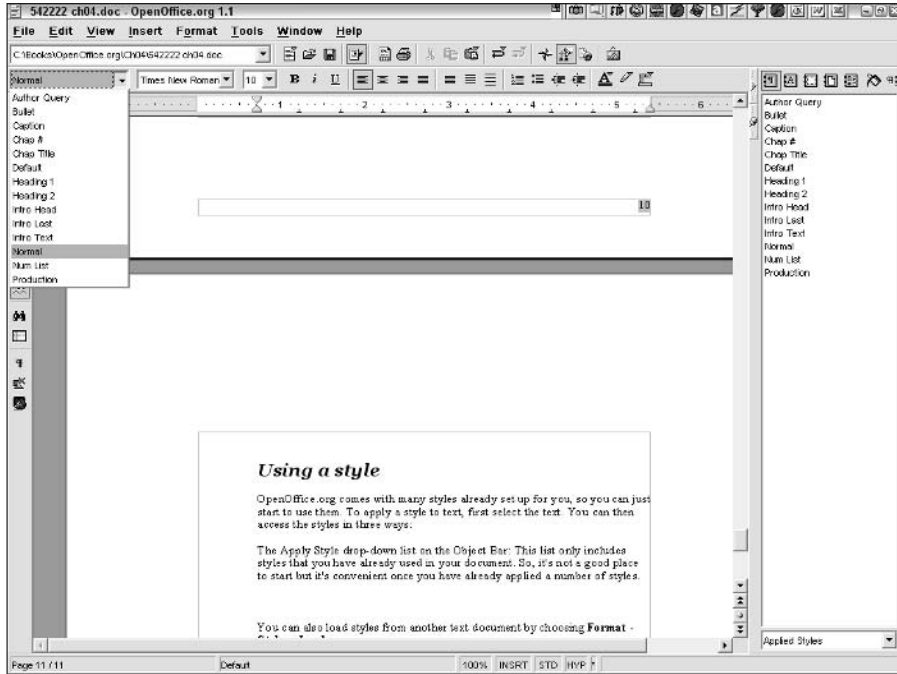 542222 ch04.doc - OpenOffice.org 1.1
File Edit View Insert Format Tools Window Help
C:\Books\OpenOffice.org\Ch04\542222 ch04.doc
Normal Times New Roman 10 B i U
Author Query
Bullet
Caption
Chap #
Chap Title
Default
Heading 1
Heading 2
Intro Head
Intro Last
Intro Text
Normal
Num List
Production
1 2 3 4 5 6
10
Using a style
OpenOffice.org comes with many styles already set up for you, so you can just
start to use them. To apply a style to text, first select the text. You can then
access the styles in three ways:
The Apply Style drop-down list on the Object Bar: This list only includes
styles that you have already used in your document. So, it's not a good place
to start but it's convenient once you have already applied a number of styles.
You can also load styles from another text document by choosing Format -
Author Query
Bullet
Caption
Chap #
Chap Title
Default
Heading 1
Heading 2
Intro Head
Intro Last
Intro Text
Normal
Num List
Production
Applied Styles
Page 11 / 11 Default 100% INSRT STD HYP *